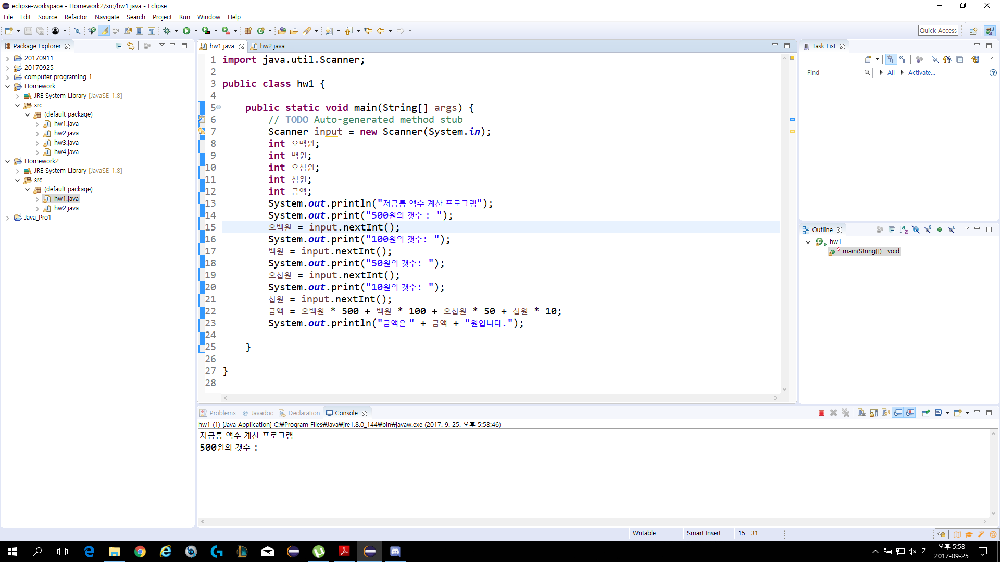 eclipse-workspace - Homework2/src/hw1.java - Eclipse
File Edit Source Refactor Navigate Search Project Run Window Help
Quick Access
Package Explorer
20170911
20170925
computer programing 1
Homework
JRE System Library [JavaSE-1.8]
src
(default package)
hw1.java
hw2.java
hw3.java
hw4.java
Homework2
JRE System Library [JavaSE-1.8]
src
(default package)
hw1.java
hw2.java
Java_Pro1
hw1.java hw2.java
1 import java.util.Scanner;
2
3 public class hw1 {
4
5 public static void main(String[] args) {
6 // TODO Auto-generated method stub
7 Scanner input = new Scanner(System.in);
8 int 오백원;
9 int 백원;
10 int 오십원;
11 int 십원;
12 int 금액;
13 System.out.println("저금통 액수 계산 프로그램");
14 System.out.print("500원의 갯수 : ");
15 오백원 = input.nextInt();
16 System.out.print("100원의 갯수: ");
17 백원 = input.nextInt();
18 System.out.print("50원의 갯수: ");
19 오십원 = input.nextInt();
20 System.out.print("10원의 갯수: ");
21 십원 = input.nextInt();
22 금액 = 오백원 * 500 + 백원 * 100 + 오십원 * 50 + 십원 * 10;
23 System.out.println("금액은 " + 금액 + "원입니다.");
24
25 }
26
27 }
28
Task List
Find All Activate...
Outline
hw1
main(String[]) : void
Problems Javadoc Declaration Console
hw1 (1) [Java Application] C:₩Program Files₩Java₩jre1.8.0_144₩bin₩javaw.exe (2017. 9. 25. 오후 5:58:46)
저금통 액수 계산 프로그램
500원의 갯수 :
Writable Smart Insert 15 : 31
가
오후 5:58
2017-09-25